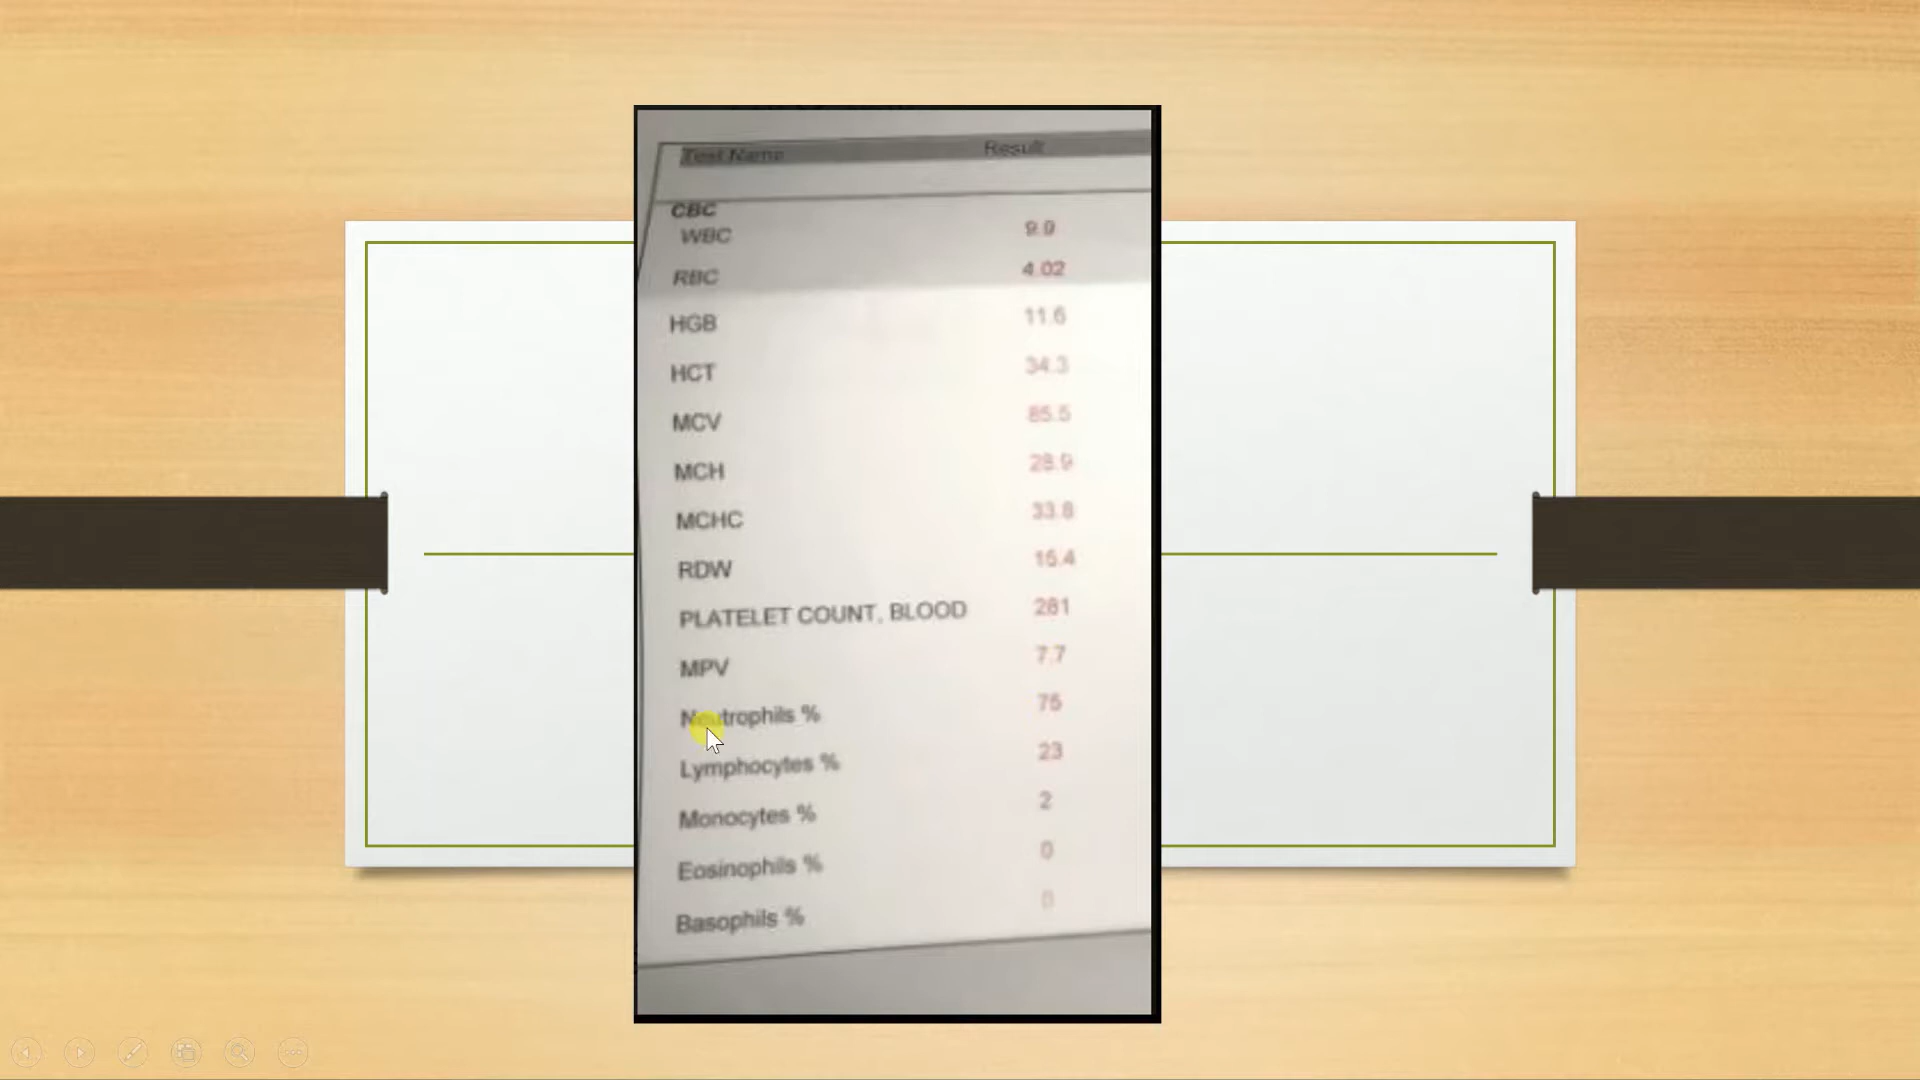 Test Name Result
CBC
WBC 9.9
RBC 4.02
HGB 11.6
HCT 34.3
MCV 85.5
MCH 28.9
MCHC 33.8
RDW 15.4
PLATELET COUNT, BLOOD 281
MPV 7.7
Neutrophils % 75
Lymphocytes % 23
Monocytes % 2
Eosinophils % 0
Basophils % 0